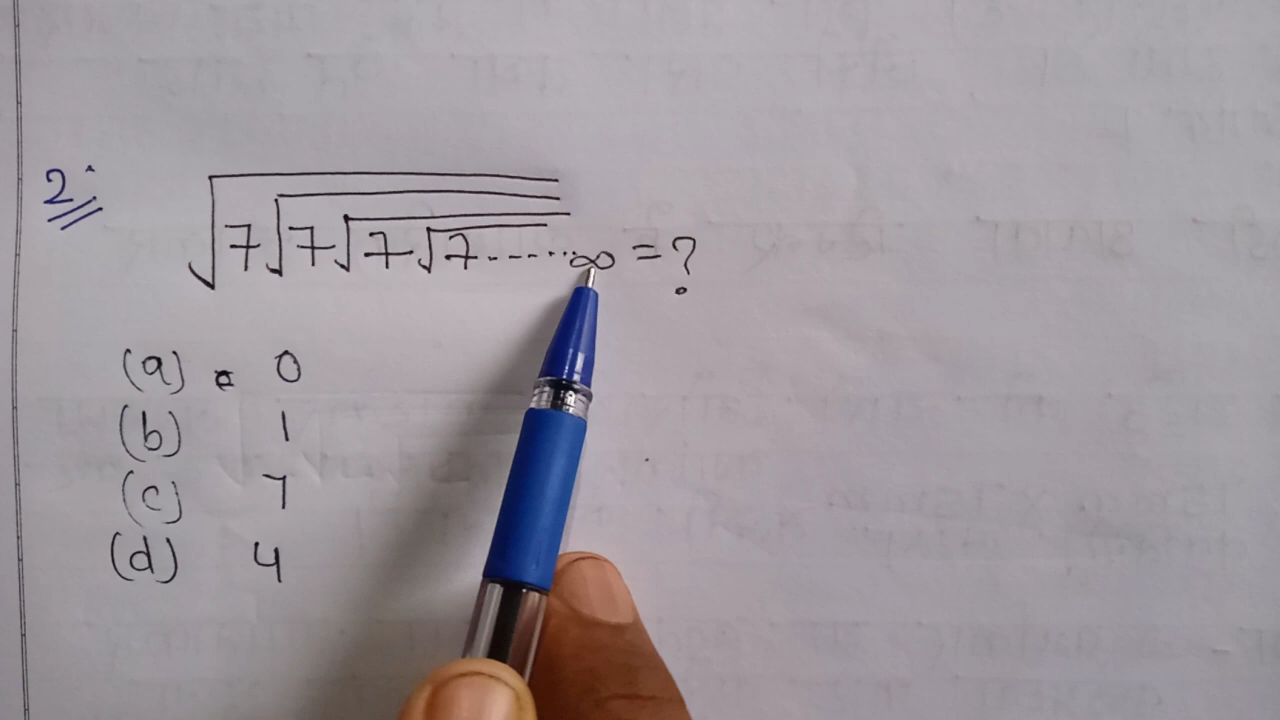 2. √7√7√7√7......∞ = ?
(a) 0
(b) 1
(c) 7
(d) 4